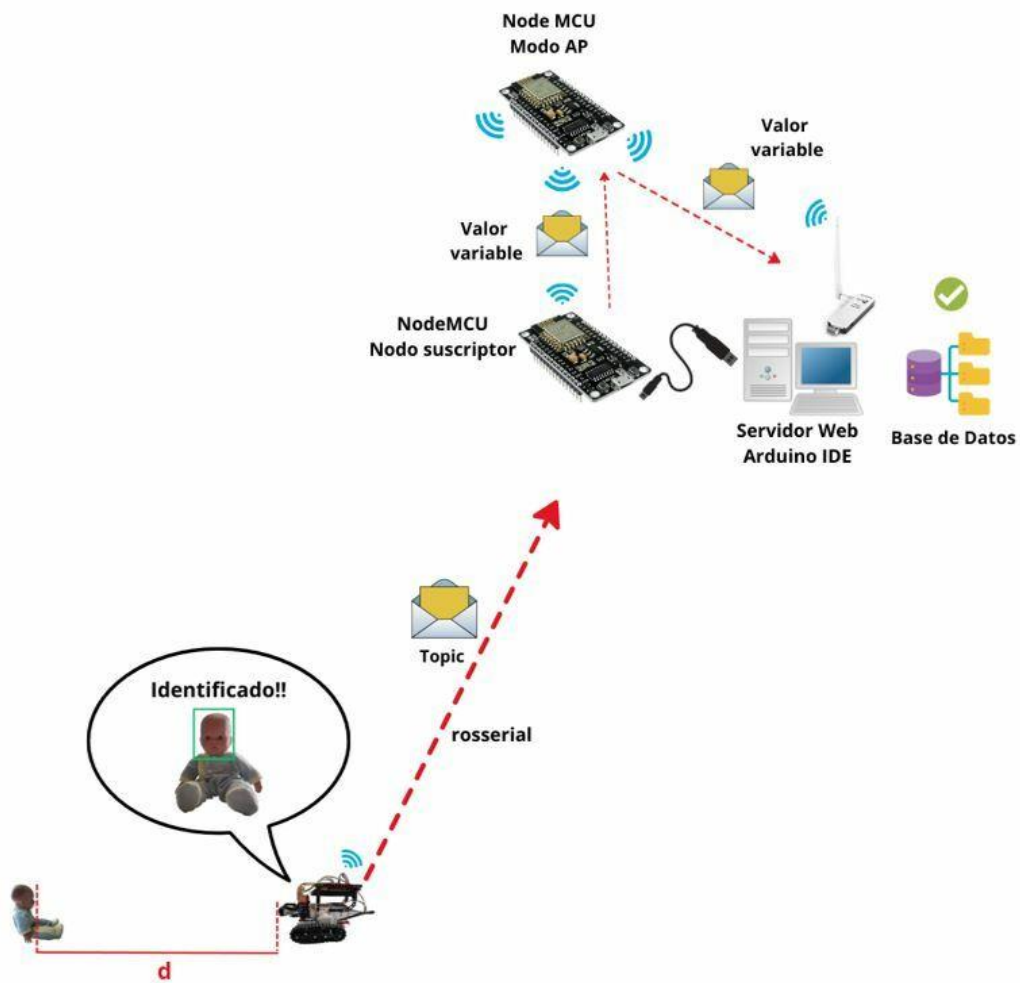 Node MCU
Modo AP
Valor
variable
Valor
variable
NodeMCU
Nodo suscriptor
Servidor Web
Arduino IDE
Base de Datos
Topic
rosserial
Identificado!!
d